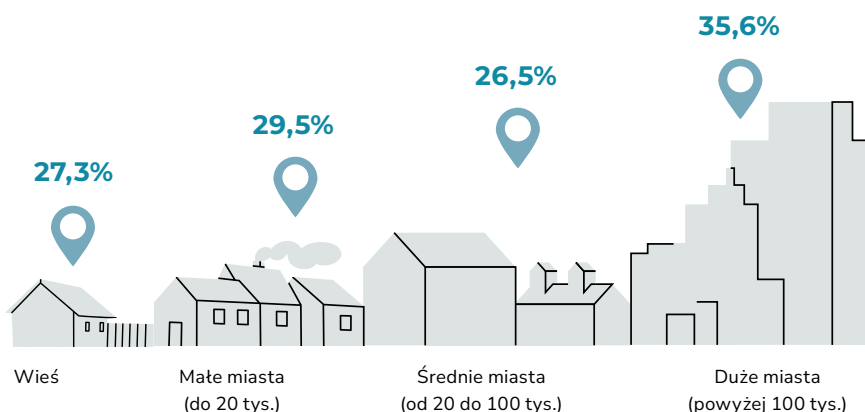 35,6%
26,5%
29,5%
27,3%
Wieś
Małe miasta
(do 20 tys.)
Średnie miasta
(od 20 do 100 tys.)
Duże miasta
(powyżej 100 tys.)